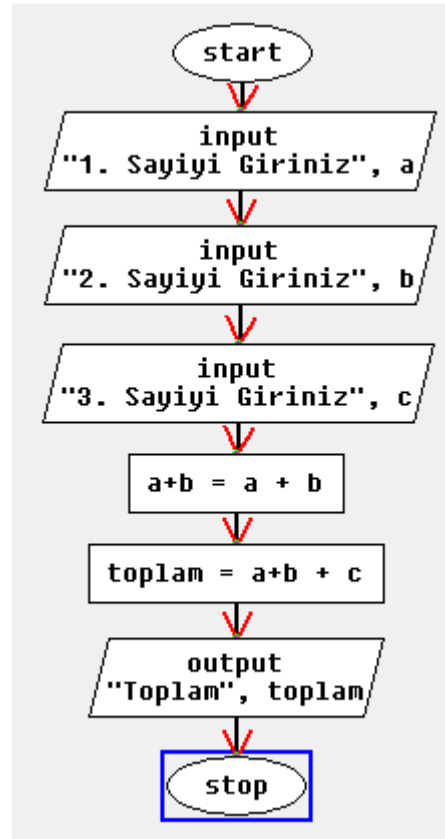 start
input
"1. Sayiyi Giriniz", a
input
"2. Sayiyi Giriniz", b
input
"3. Sayiyi Giriniz", c
a+b = a + b
toplam = a+b + c
output
"Toplam", toplam
stop